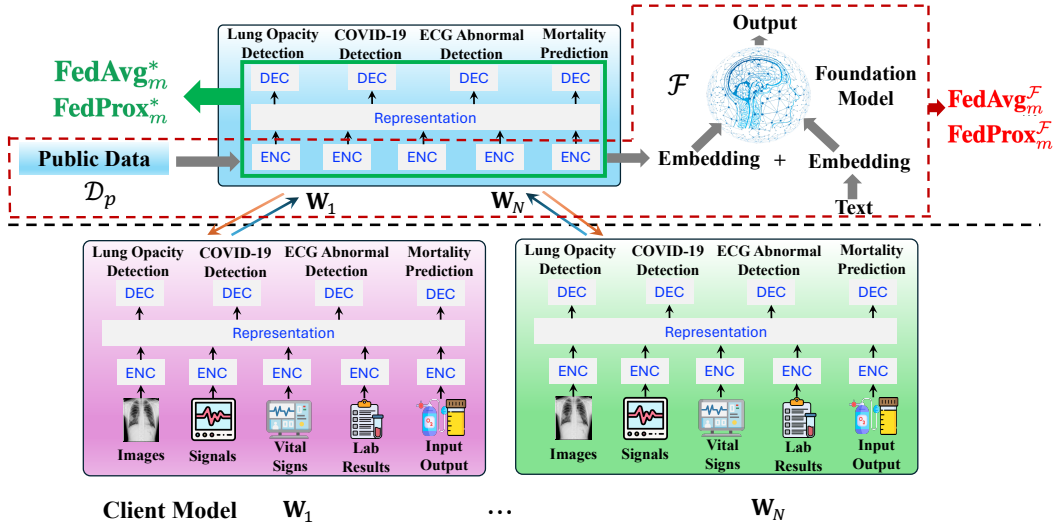 Lung Opacity Detection
COVID-19 Detection
ECG Abnormal Detection
Mortality Prediction
DEC
DEC
DEC
DEC
Representation
ENC
ENC
ENC
ENC
ENC
FedAvg*m
FedProx*m
Public Data
𝒟p
Output
ℱ
Foundation Model
Embedding
+
Embedding
Text
FedAvgℱm
FedProxℱm
W1
WN
Lung Opacity Detection
COVID-19 Detection
ECG Abnormal Detection
Mortality Prediction
DEC
DEC
DEC
DEC
Representation
ENC
ENC
ENC
ENC
ENC
O2
Images
Signals
Vital Signs
Lab Results
Input Output
Lung Opacity Detection
COVID-19 Detection
ECG Abnormal Detection
Mortality Prediction
DEC
DEC
DEC
DEC
Representation
ENC
ENC
ENC
ENC
ENC
O2
Images
Signals
Vital Signs
Lab Results
Input Output
Client Model
W1
...
WN